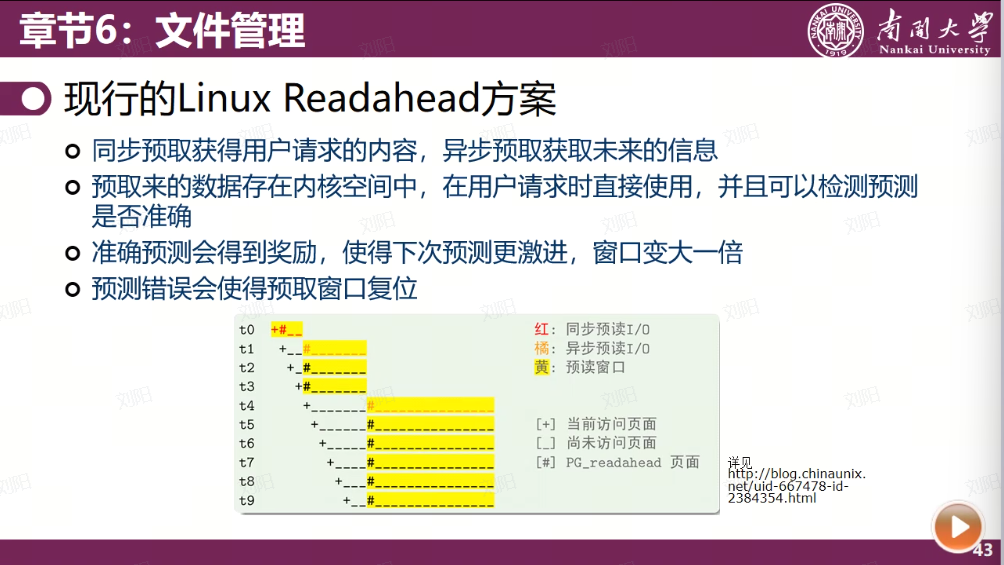 章节6：文件管理
南开大学
Nankai University
NANKAI UNIVERSITY
1919
现行的Linux Readahead方案
同步预取获得用户请求的内容，异步预取获取未来的信息
预取来的数据存在内核空间中，在用户请求时直接使用，并且可以检测预测
是否准确
准确预测会得到奖励，使得下次预测更激进，窗口变大一倍
预测错误会使得预取窗口复位
t0 +#__
t1 +__#_______
t2 +_#_______
t3 +#_______
t4 +_______#_______________
t5 +______#_______________
t6 +_____#_______________
t7 +____#_______________
t8 +___#_______________
t9 +__#_______________
红：同步预读I/O
橘：异步预读I/O
黄：预读窗口
[+] 当前访问页面
[_] 尚未访问页面
[#] PG_readahead 页面
详见
http://blog.chinaunix.
net/uid-667478-id-
2384354.html
43
刘阳